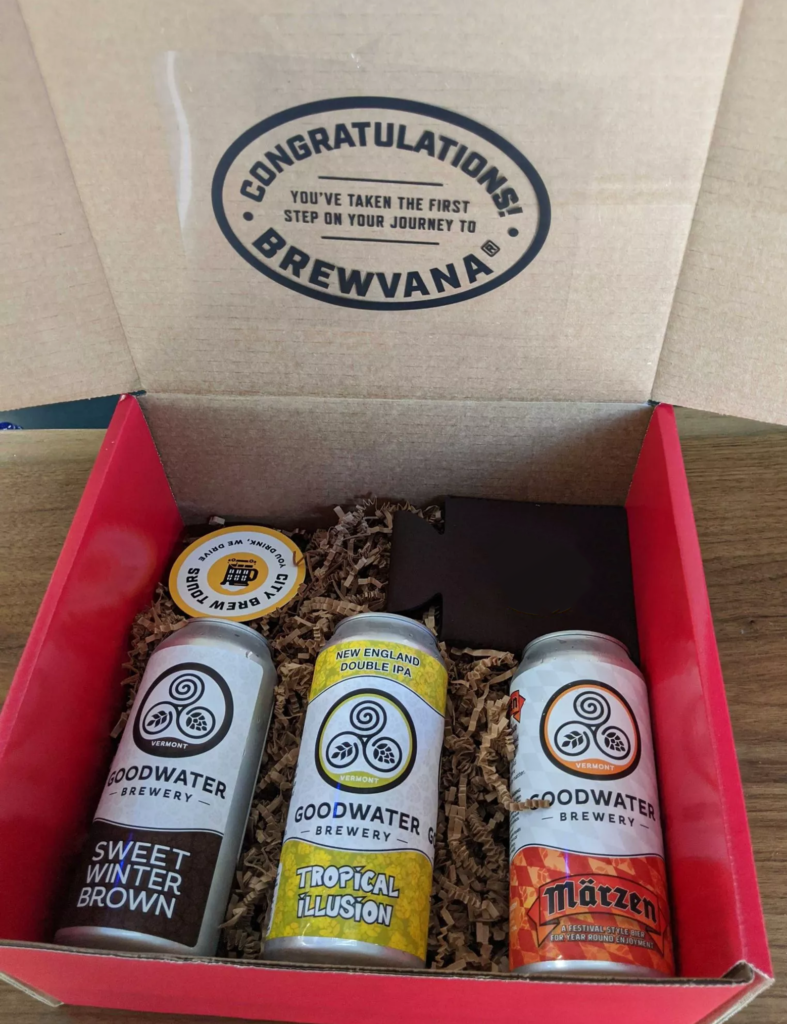 CONGRATULATIONS!
YOU'VE TAKEN THE FIRST
STEP ON YOUR JOURNEY TO
BREWVANA®
YOU DRINK, WE DRIVE
CITY BREW TOURS
VERMONT
GOODWATER
BREWERY
SWEET
WINTER
BROWN
NEW ENGLAND
DOUBLE IPA
VERMONT
GOODWATER
BREWERY
TROPICAL
ILLUSION
VERMONT
GOODWATER
BREWERY
Märzen
A FESTIVAL STYLE BIER
FOR YEAR ROUND ENJOYMENT